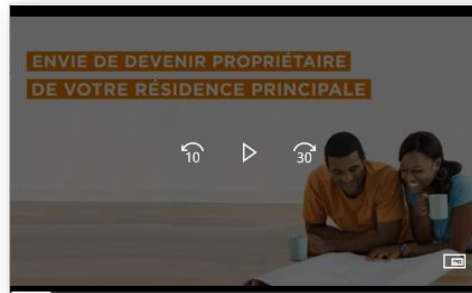 ENVIE DE DEVENIR PROPRIÉTAIRE
DE VOTRE RÉSIDENCE PRINCIPALE
10
30